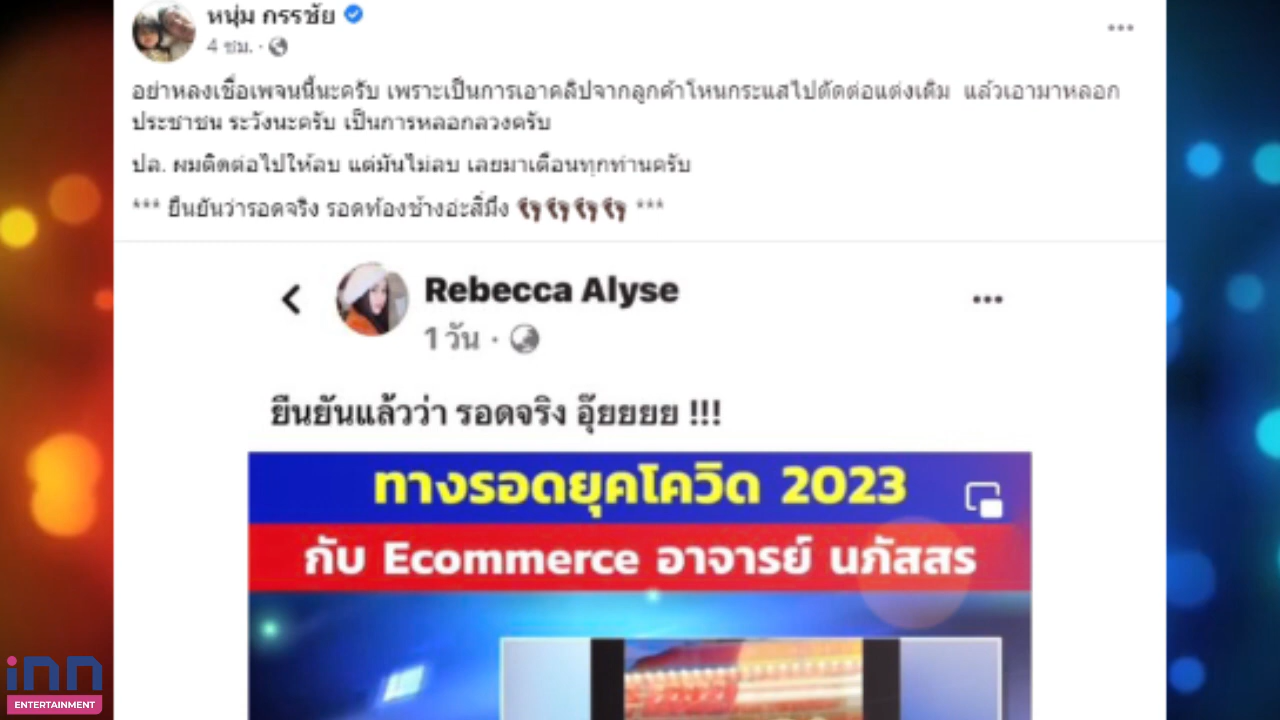 หนุ่ม กรรชัย
4 ชม. ·
อย่าหลงเชื่อเพจนนี้นะครับ เพราะเป็นการเอาคลิปจากลูกค้าโหนกระแสไปตัดต่อแต่งเติม แล้วเอามาหลอก
ประชาชน ระวังนะครับ เป็นการหลอกลวงครับ
ปล. ผมติดต่อไปให้ลบ แต่มันไม่ลบ เลยมาเตือนทุกท่านครับ
*** ยืนยันว่ารอดจริง รอดท้องช้างอ่ะสิ์มึง 👣👣👣👣 ***
Rebecca Alyse
1 วัน ·
ยืนยันแล้วว่า รอดจริง อุ๊ยยยย !!!
ทางรอดยุคโควิด 2023
กับ Ecommerce อาจารย์ นภัสสร
inn
ENTERTAINMENT